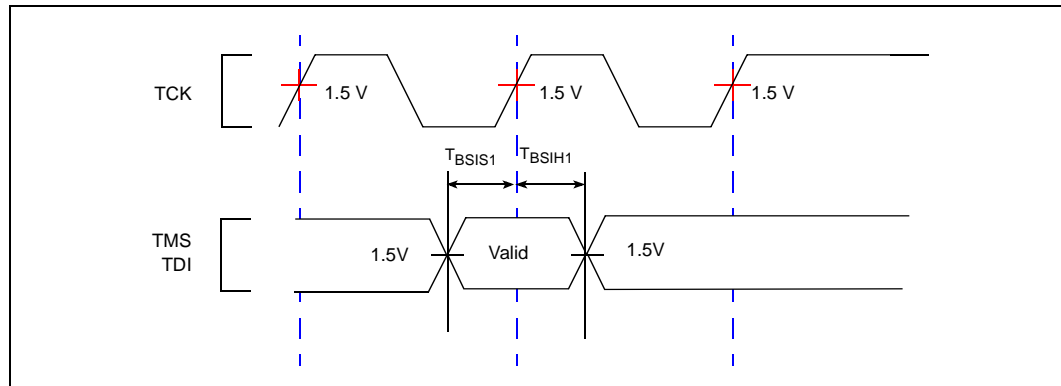 TCK
1.5 V
1.5 V
1.5 V
TBSIS1
TBSIH1
TMS
TDI
1.5V
Valid
1.5V